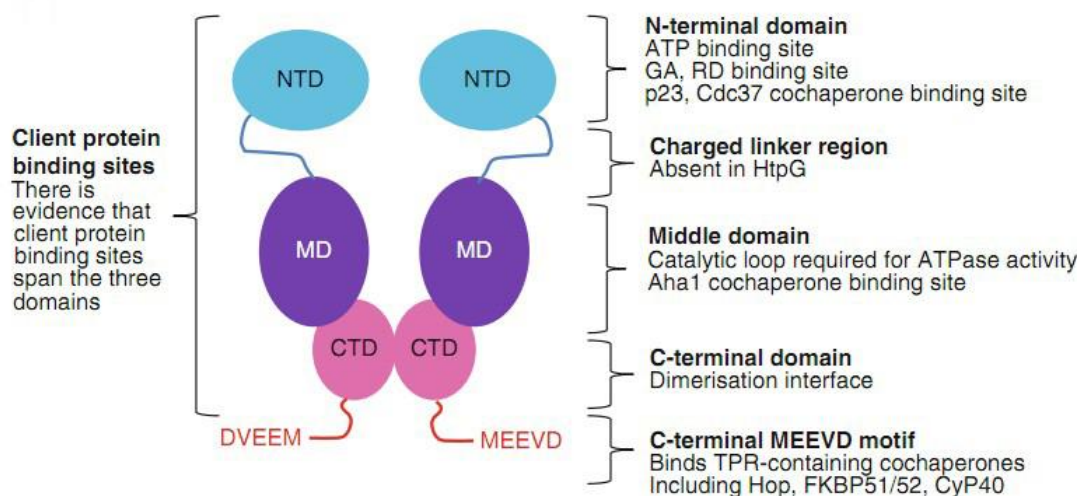 Client protein
binding sites
There is
evidence that
client protein
binding sites
span the three
domains
NTD
NTD
MD
MD
CTD
CTD
DVEEM
MEEVD
N-terminal domain
ATP binding site
GA, RD binding site
p23, Cdc37 cochaperone binding site
Charged linker region
Absent in HtpG
Middle domain
Catalytic loop required for ATPase activity
Aha1 cochaperone binding site
C-terminal domain
Dimerisation interface
C-terminal MEEVD motif
Binds TPR-containing cochaperones
Including Hop, FKBP51/52, CyP40